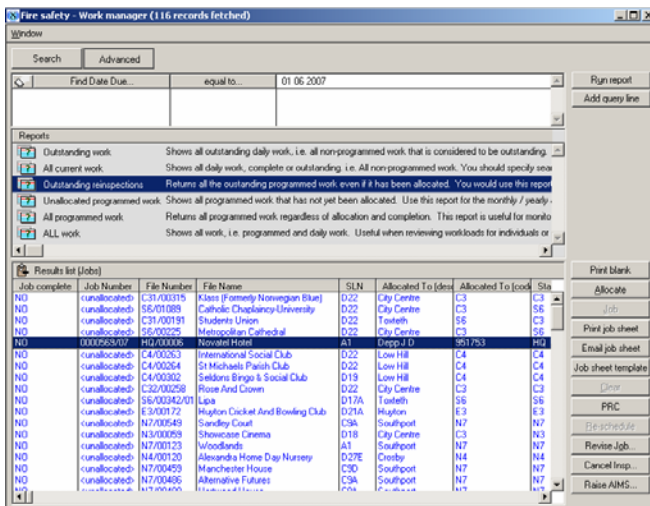 Fire safety - Work manager (116 records fetched)
Window
Search Advanced
Find Date Due... equal to... 01 06 2007
Run report
Add query line
Reports
Outstanding work Shows all outstanding daily work, i.e. all non-programmed work that is considered to be outstanding.
All current work Shows all daily work, complete or outstanding. i.e. All non-programmed work. You should specify sear
Outstanding reinspections Returns all the oustanding programmed work even if it has been allocated. You would use this report
Unallocated programmed work Shows all programmed work that has not yet been allocated. Use this report for the monthly / yearly
All programmed work Returns all programmed work regardless of allocation and completion. This report is useful for monito
ALL work Shows all work, i.e. programmed and daily work. Useful when reviewing workloads for individuals or
Results list (Jobs)
Job complete Job Number File Number File Name SLN Allocated To (desc Allocated To (code Sta
NO <unallocated> C31/00315 Klass (Formerly Norwegian Blue) D22 City Centre C3 C3
NO <unallocated> S6/01089 Catholic Chaplaincy-University D22 City Centre C3 S6
NO <unallocated> C31/00191 Students Union D22 Toxteth S6 C3
NO <unallocated> S6/00225 Metropolitan Cathedral D22 City Centre C3 S6
NO 0000569/07 HQ/00006 Novatel Hotel A1 Depp J D 951753 HQ
NO <unallocated> C4/00263 International Social Club D22 Low Hill C4 C4
NO <unallocated> C4/00264 St Michaels Parish Club D22 Low Hill C4 C4
NO <unallocated> C4/00302 Seldons Bingo & Social Club D19 Low Hill C4 C4
NO <unallocated> C32/00258 Rose And Crown D22 City Centre C3 C3
NO <unallocated> S6/00342/01 Lipa D17A Toxteth S6 S6
NO <unallocated> E3/00172 Huyton Cricket And Bowling Club D21A Huyton E3 E3
NO <unallocated> N7/00549 Sandley Court C9A Southport N7 N7
NO <unallocated> N3/00059 Showcase Cinema D18 City Centre C3 N3
NO <unallocated> N7/00123 Woodlands A1 Southport N7 N7
NO <unallocated> N4/00120 Alexandra Home Day Nursery D27E Crosby N4 N4
NO <unallocated> N7/00459 Manchester House C9D Southport N7 N7
NO <unallocated> N7/00486 Alternative Futures C9A Southport N7 N7
Print blank
Allocate
Job
Print job sheet
Email job sheet
Job sheet template
Clear
PRC
Re-schedule
Revise Job...
Cancel Insp...
Raise AIMS...